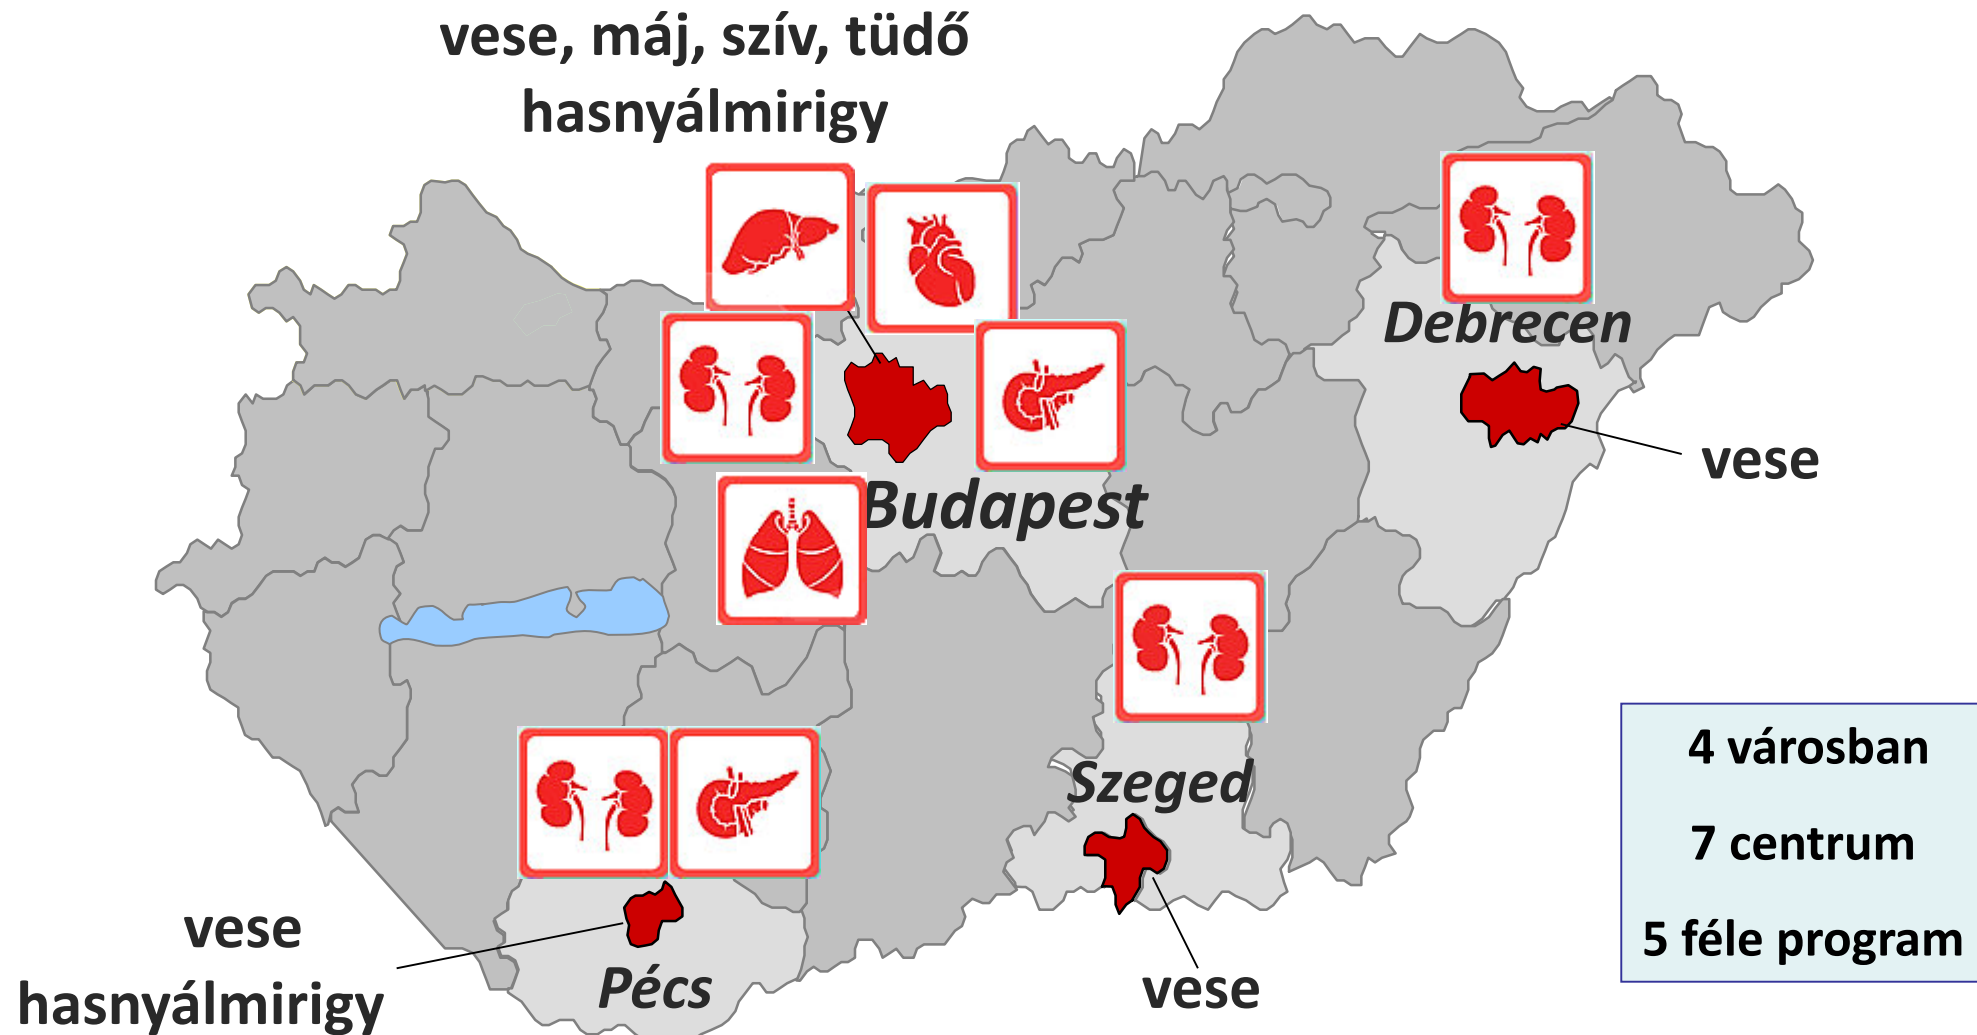 vese, máj, szív, tüdő
hasnyálmirigy
Debrecen
vese
Budapest
Szeged
vese
vese
hasnyálmirigy
Pécs
4 városban
7 centrum
5 féle program